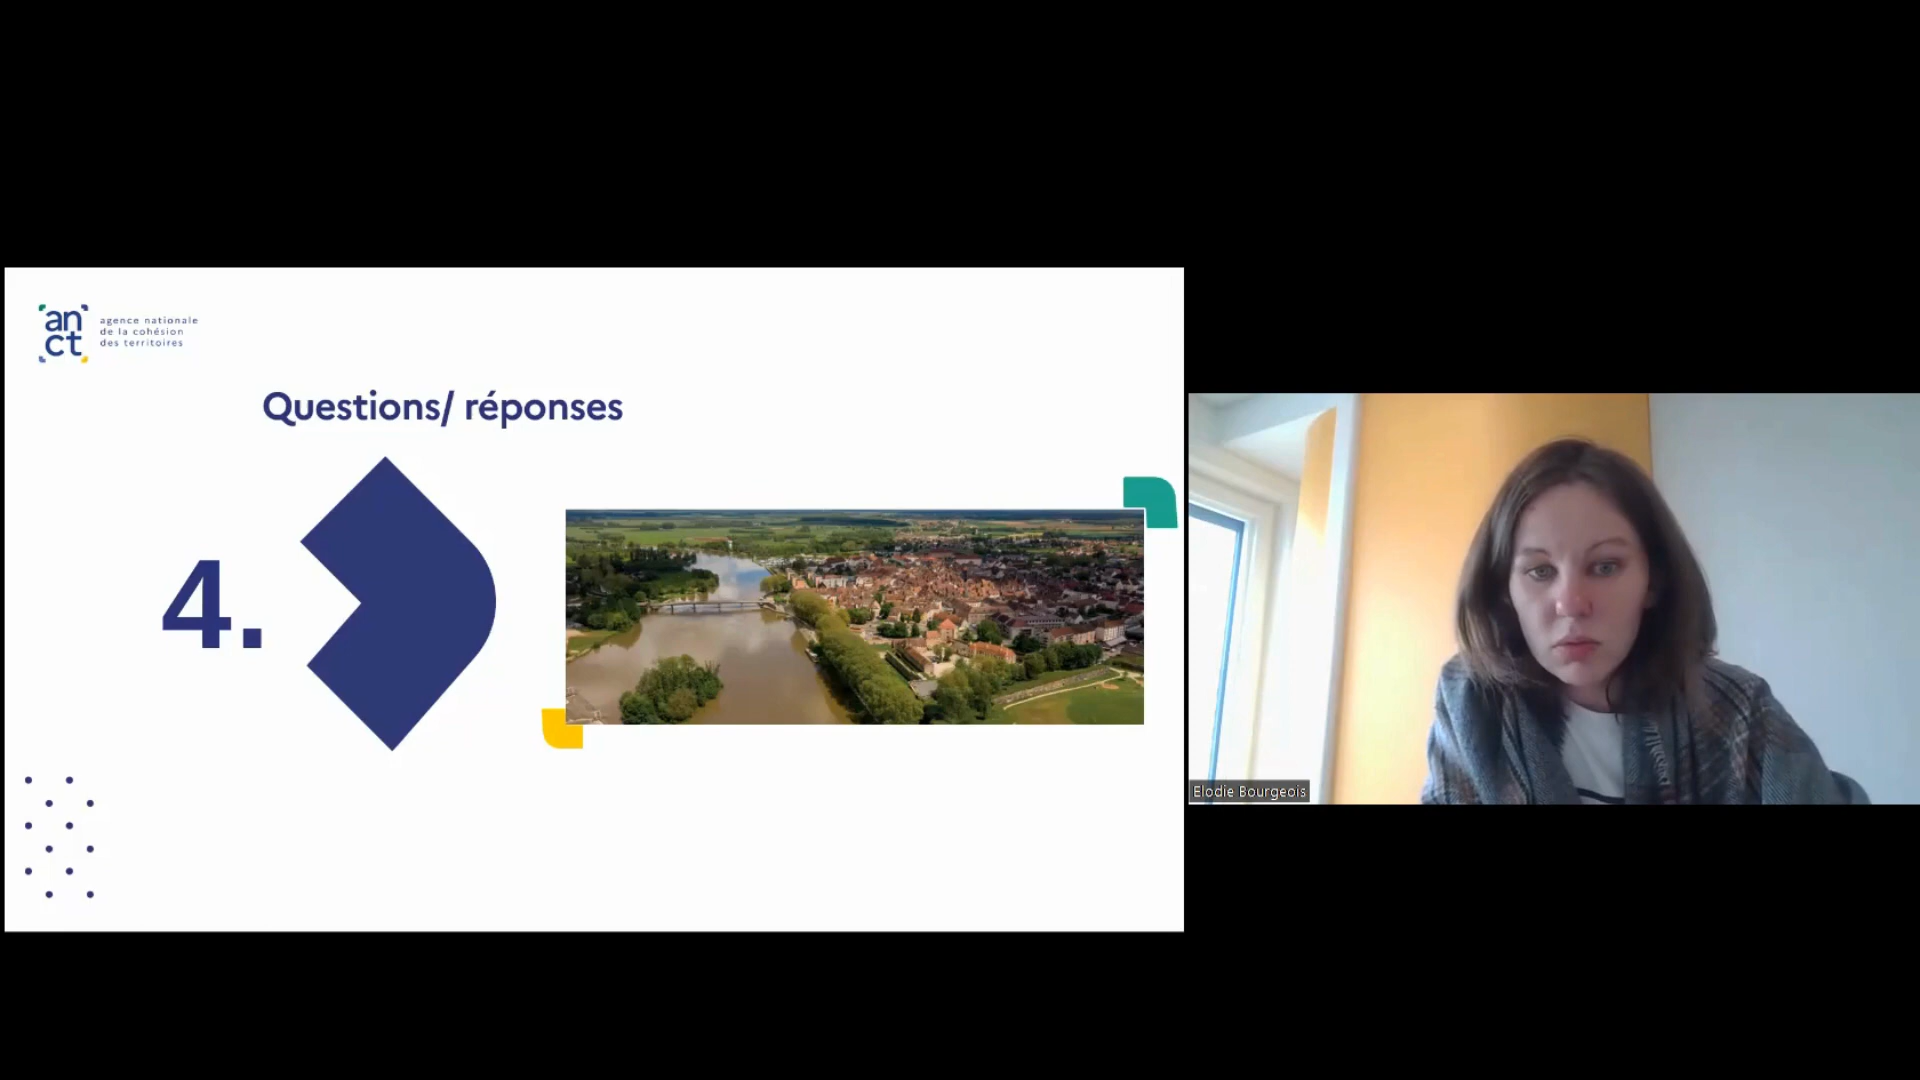 an
ct
agence nationale
de la cohésion
des territoires
Questions/ réponses
4.
Elodie Bourgeois